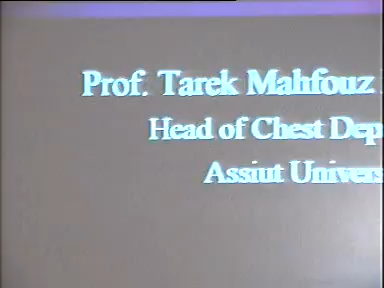 Prof. Tarek Mahfouz
Head of Chest Dep
Assiut Univers